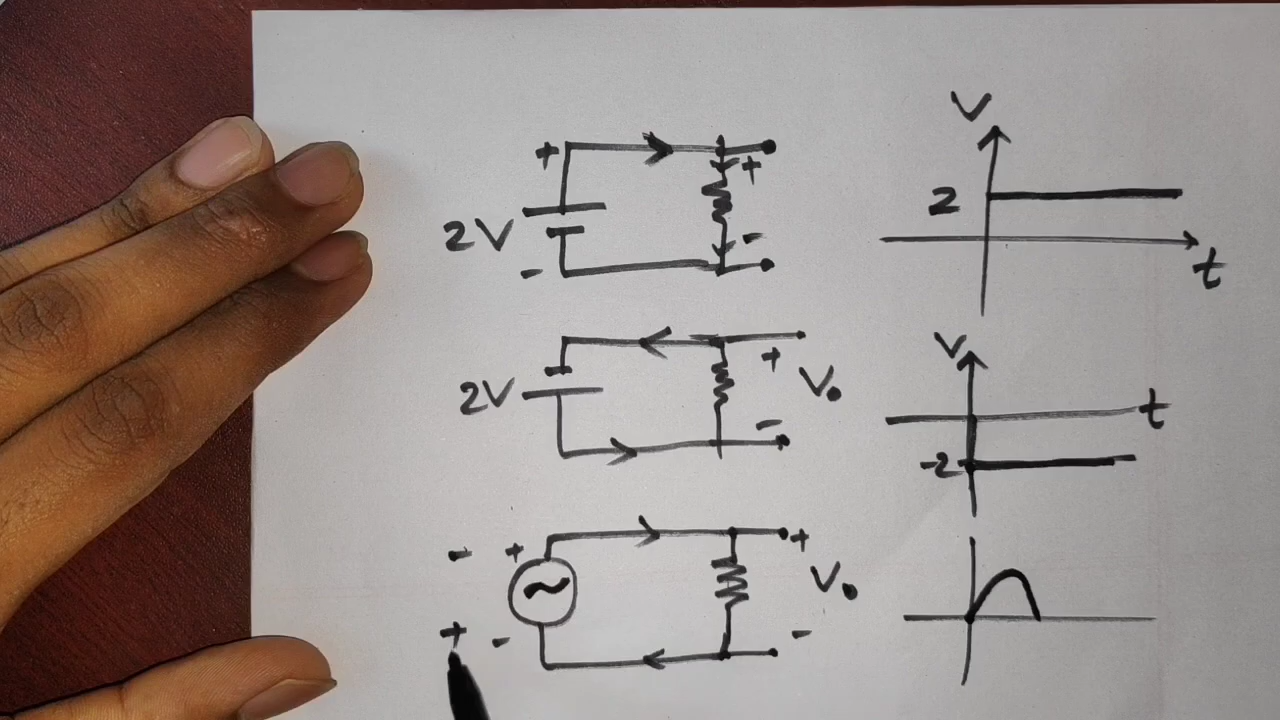 V
+
+
2
2V
-
-
t
V
2V
+
V₀
t
-
-2
- +
~
+
V₀
+ -
-